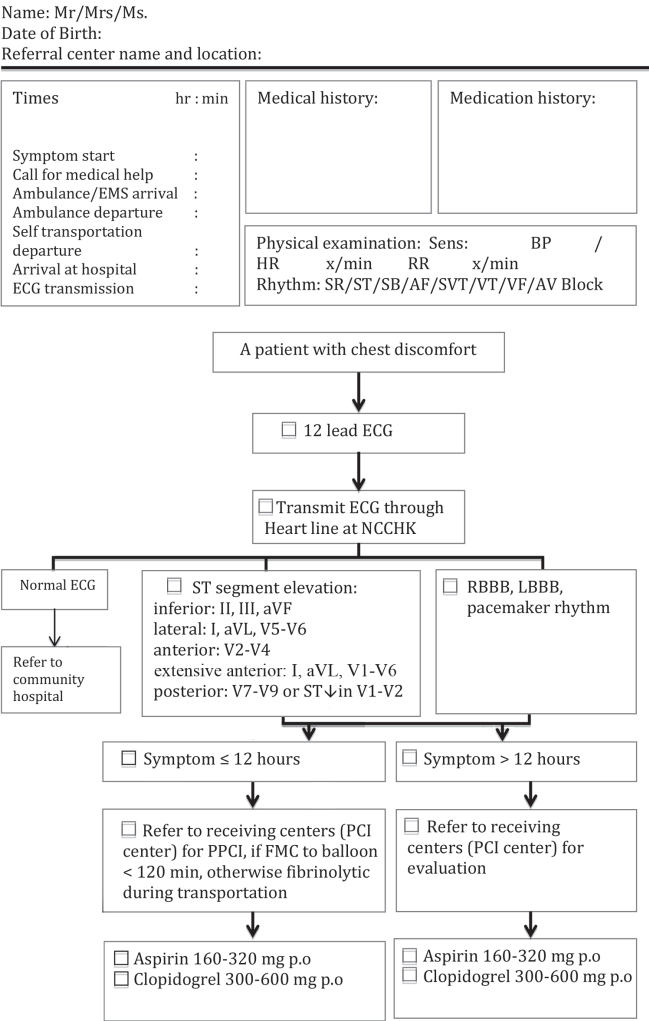 Name: Mr/Mrs/Ms.
Date of Birth:
Referral center name and location:
Times hr : min
Symptom start :
Call for medical help :
Ambulance/EMS arrival :
Ambulance departure :
Self transportation
departure :
Arrival at hospital :
ECG transmission :
Medical history:
Medication history:
Physical examination: Sens: BP /
HR x/min RR x/min
Rhythm: SR/ST/SB/AF/SVT/VT/VF/AV Block
A patient with chest discomfort
12 lead ECG
Transmit ECG through
Heart line at NCCHK
Normal ECG
Refer to
community
hospital
ST segment elevation:
inferior: II, III, aVF
lateral: I, aVL, V5-V6
anterior: V2-V4
extensive anterior: I, aVL, V1-V6
posterior: V7-V9 or ST↓in V1-V2
RBBB, LBBB,
pacemaker rhythm
Symptom ≤ 12 hours
Refer to receiving centers (PCI
center) for PPCI, if FMC to balloon
< 120 min, otherwise fibrinolytic
during transportation
Aspirin 160-320 mg p.o
Clopidogrel 300-600 mg p.o
Symptom > 12 hours
Refer to receiving
centers (PCI center) for
evaluation
Aspirin 160-320 mg p.o
Clopidogrel 300-600 mg p.o